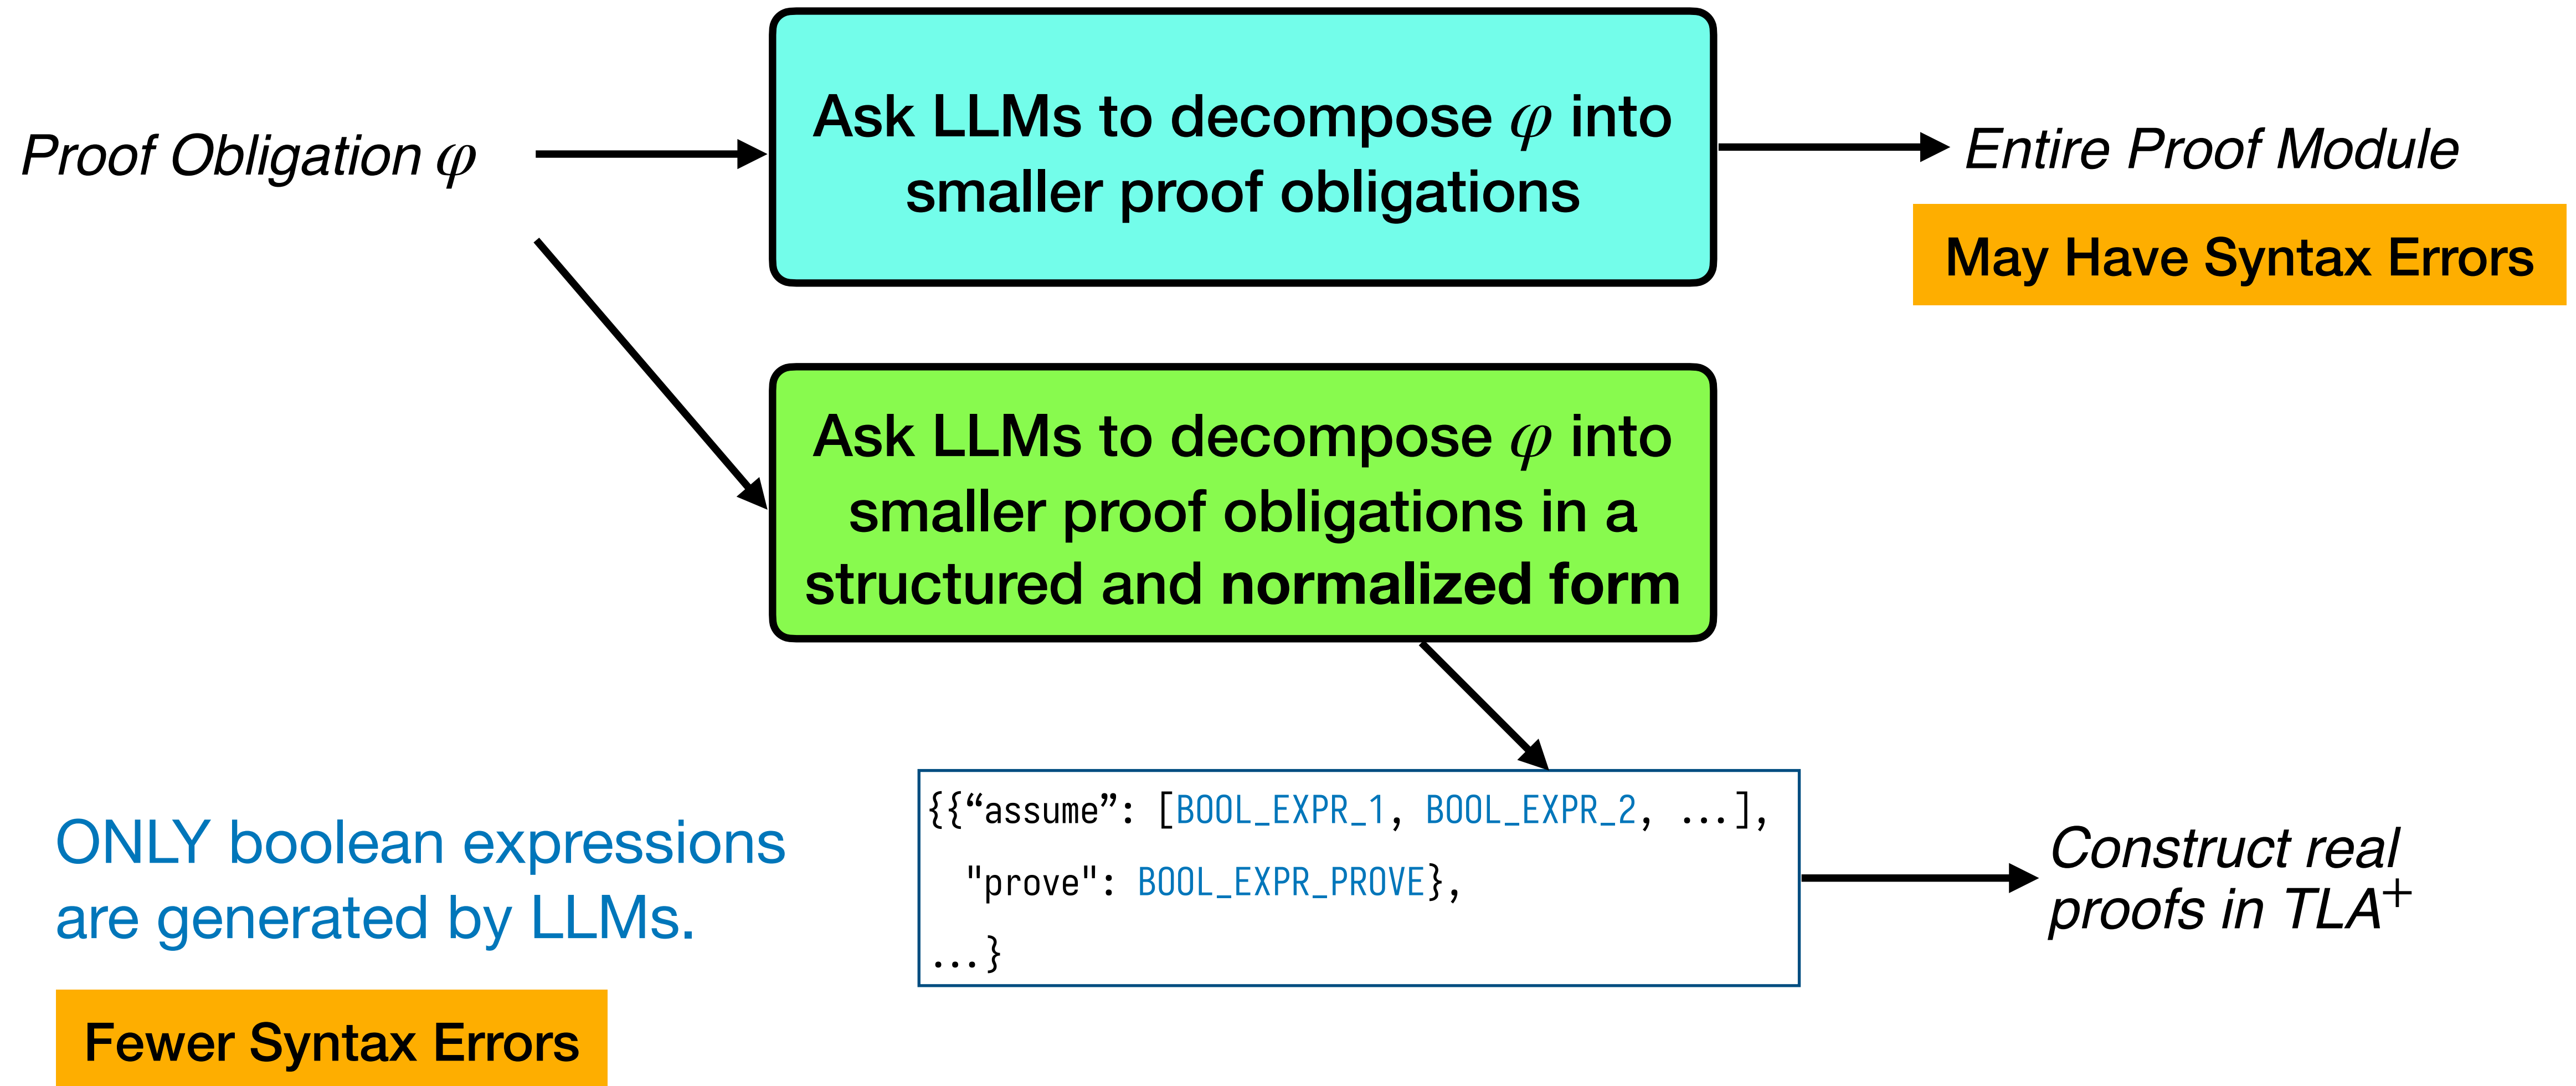 Proof Obligation φ
Ask LLMs to decompose φ into
smaller proof obligations
Entire Proof Module
May Have Syntax Errors
Ask LLMs to decompose φ into
smaller proof obligations in a
structured and normalized form
{{“assume”: [BOOL_EXPR_1, BOOL_EXPR_2, ...],
"prove": BOOL_EXPR_PROVE},
...}
Construct real
proofs in TLA⁺
ONLY boolean expressions
are generated by LLMs.
Fewer Syntax Errors